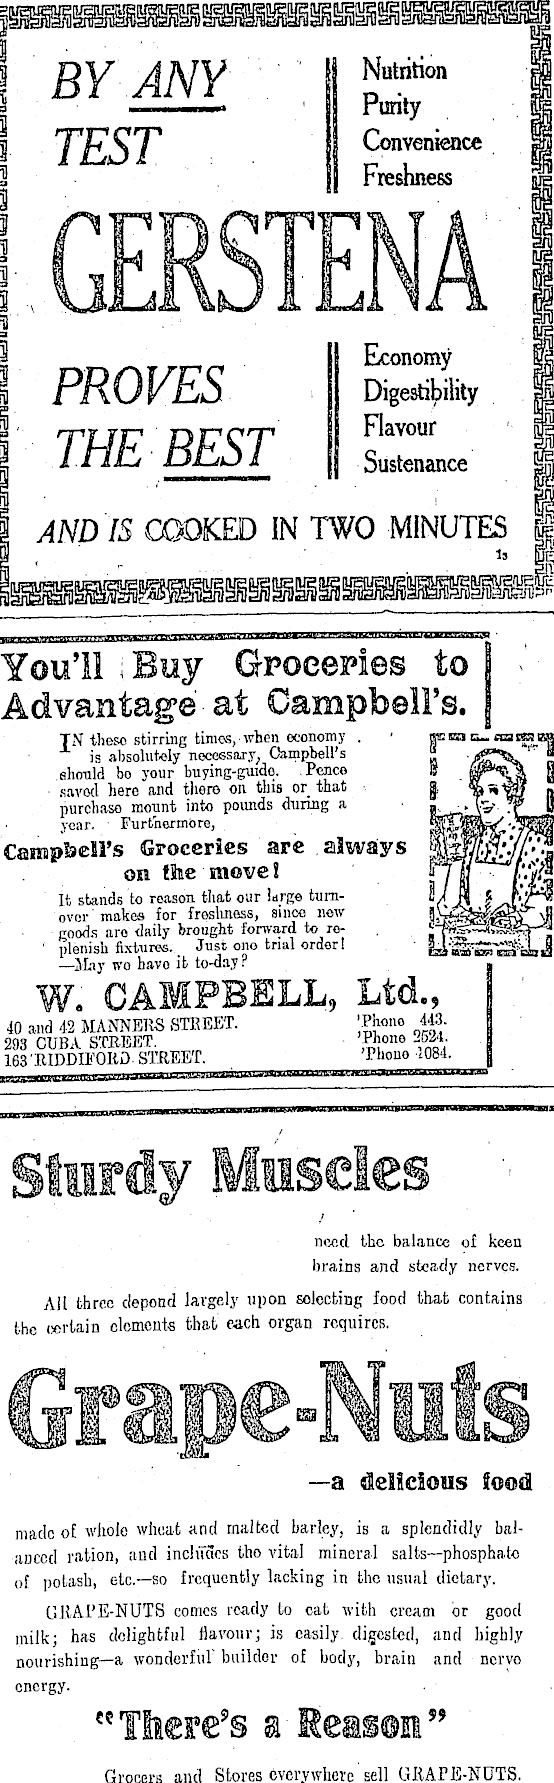 BY ANY
TEST
Nutrition
Purity
Convenience
Freshness
GERSTENA
PROVES
THE BEST
Economy
Digestibility
Flavour
Sustenance
AND IS COOKED IN TWO MINUTES
13
You'll Buy Groceries to
Advantage at Campbell's.
IN these stirring times, when economy
is absolutely necessary, Campbell's
should be your buying-guide. Pence
saved here and there on this or that
purchase mount into pounds during a
year. Furthermore,
Campbell's Groceries are always
on the move!
It stands to reason that our large turn-
over makes for freshness, since new
goods are daily brought forward to re-
plenish fixtures. Just one trial order!
—May we have it to-day?
W. CAMPBELL, Ltd.,
40 and 42 MANNERS STREET. 'Phone 443.
293 CUBA STREET. 'Phone 2524.
163 RIDDIFORD STREET. 'Phone 1084.
Sturdy Muscles
need the balance of keen
brains and steady nerves.
All three depend largely upon selecting food that contains
the certain elements that each organ requires.
Grape-Nuts
—a delicious food
made of whole wheat and malted barley, is a splendidly bal-
anced ration, and includes the vital mineral salts—phosphate
of potash, etc.—so frequently lacking in the usual dietary.
GRAPE-NUTS comes ready to eat with cream or good
milk; has delightful flavour; is easily digested, and highly
nourishing—a wonderful builder of body, brain and nerve
energy.
"There's a Reason"
Grocers and Stores everywhere sell GRAPE-NUTS.